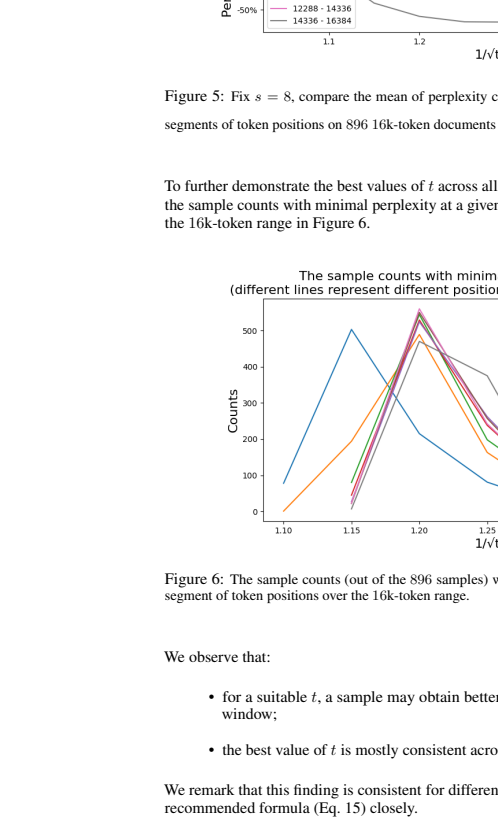 Per
-50%
12288 - 14336
14336 - 16384
1.1
1.2
1/√t
Figure 5: Fix s = 8, compare the mean of perplexity c
segments of token positions on 896 16k-token documents
To further demonstrate the best values of t across all
the sample counts with minimal perplexity at a given
the 16k-token range in Figure 6.
The sample counts with minim
(different lines represent different position
500
400
300
200
100
0
Counts
1.10
1.15
1.20
1.25
1/√t
Figure 6: The sample counts (out of the 896 samples) w
segment of token positions over the 16k-token range.
We observe that:
• for a suitable t, a sample may obtain better
window;
• the best value of t is mostly consistent acro
We remark that this finding is consistent for differen
recommended formula (Eq. 15) closely.